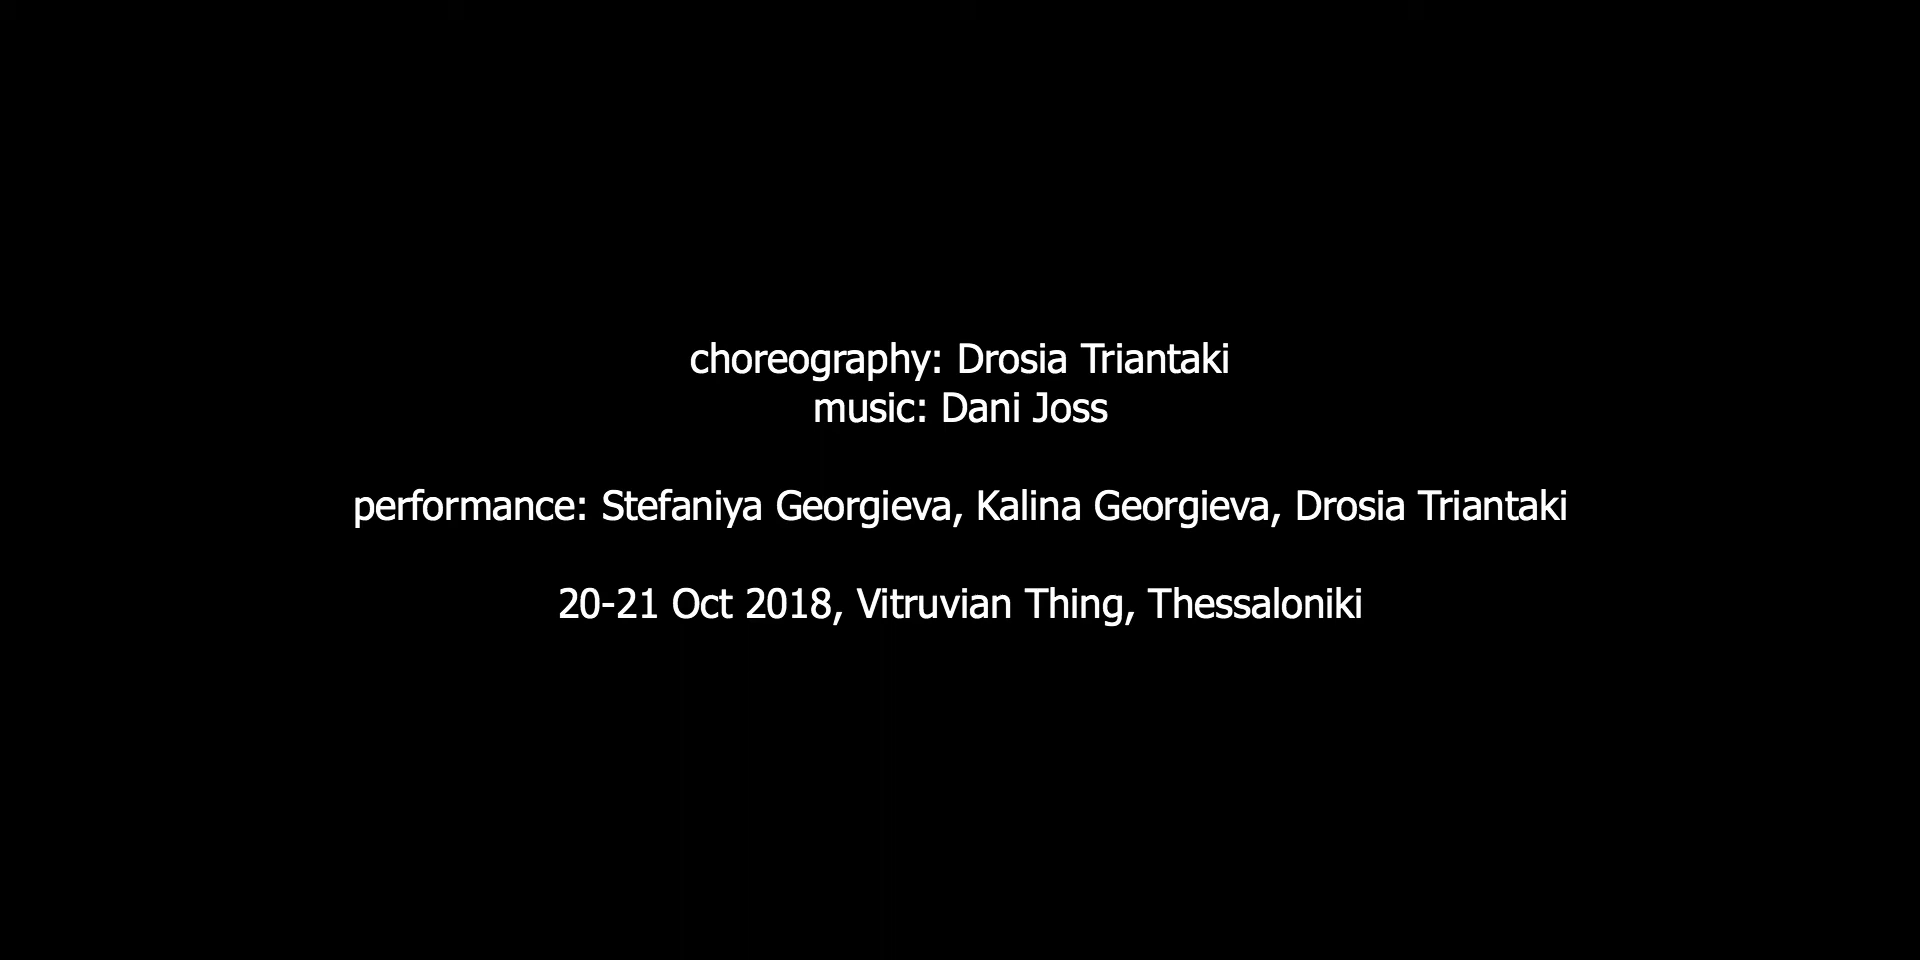 choreography: Drosia Triantaki
music: Dani Joss
performance: Stefaniya Georgieva, Kalina Georgieva, Drosia Triantaki
20-21 Oct 2018, Vitruvian Thing, Thessaloniki